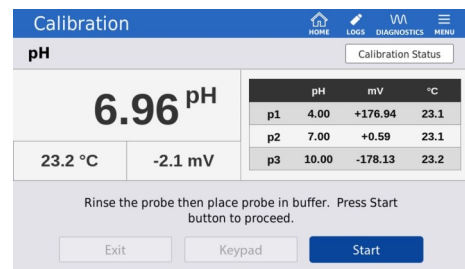 Calibration
HOME LOGS DIAGNOSTICS MENU
pH
Calibration Status
6.96 pH
23.2 °C -2.1 mV
pH mV °C
p1 4.00 +176.94 23.1
p2 7.00 +0.59 23.1
p3 10.00 -178.13 23.2
Rinse the probe then place probe in buffer. Press Start
button to proceed.
Exit Keypad Start